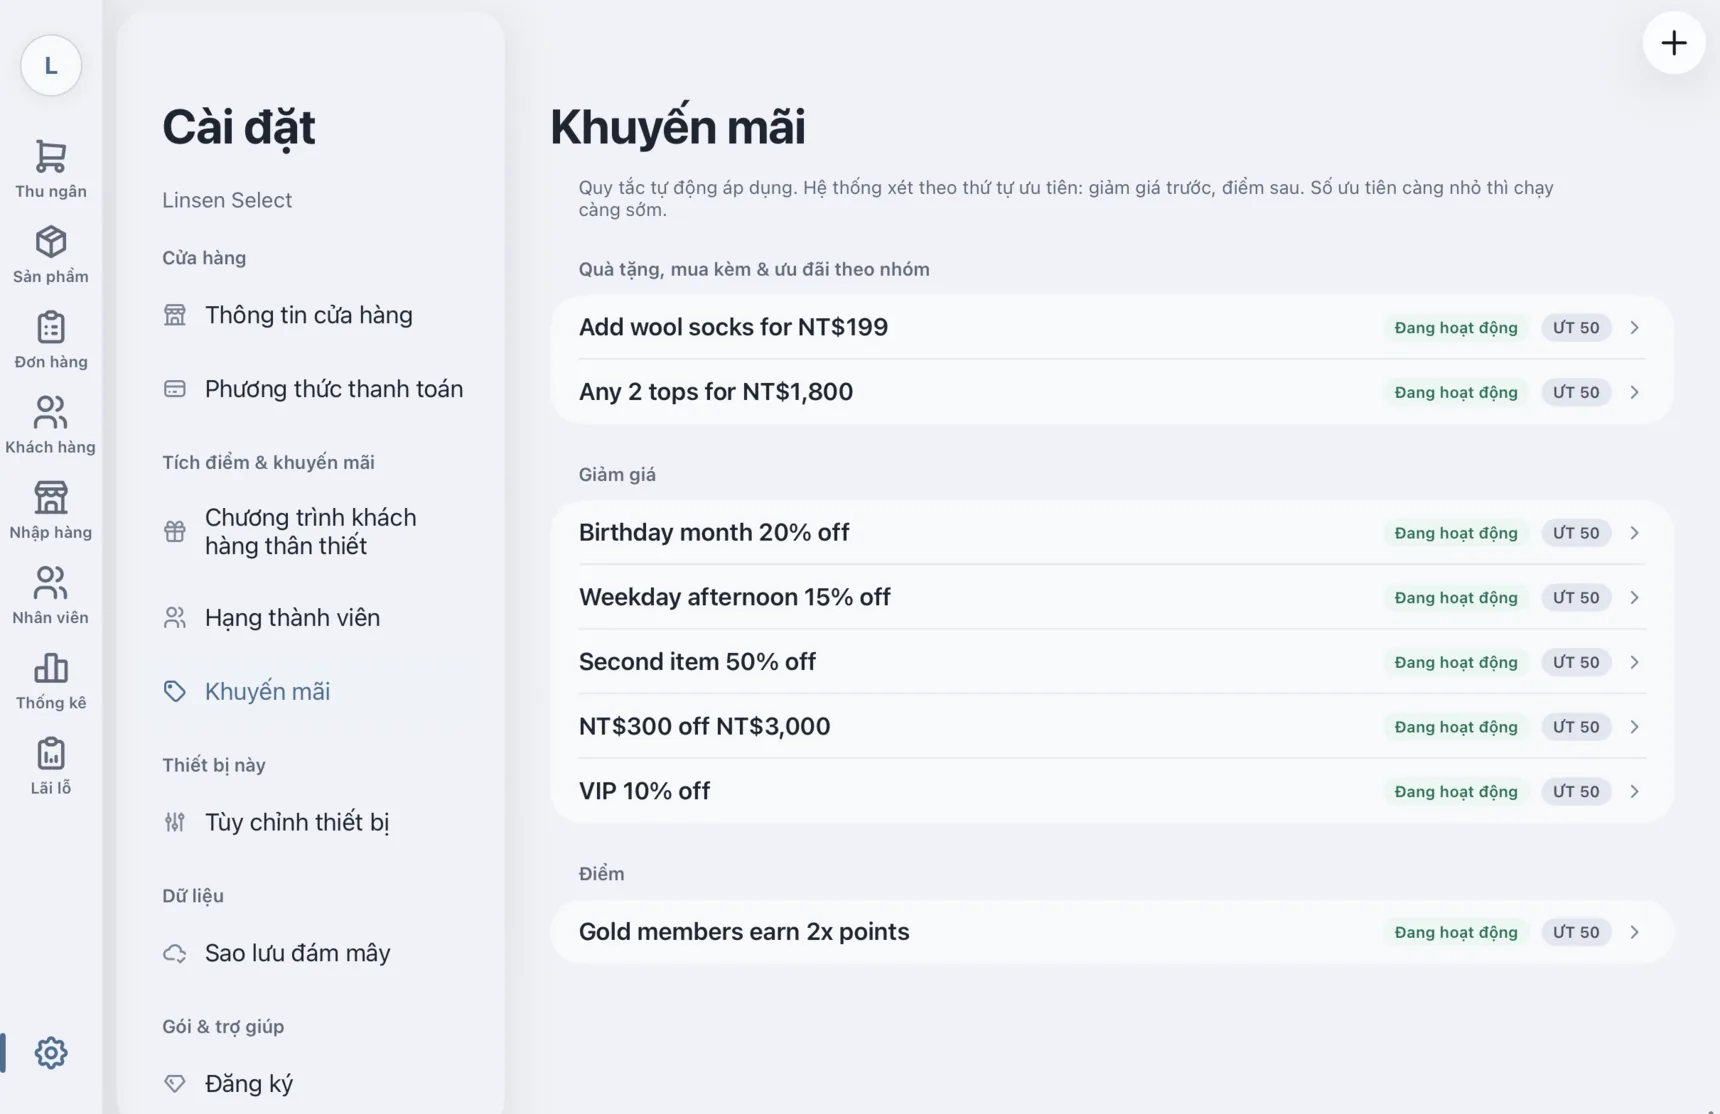 L
Thu ngân
Sản phẩm
Đơn hàng
Khách hàng
Nhập hàng
Nhân viên
Thống kê
Lãi lỗ
Cài đặt
Linsen Select
Cửa hàng
Thông tin cửa hàng
Phương thức thanh toán
Tích điểm & khuyến mãi
Chương trình khách
hàng thân thiết
Hạng thành viên
Khuyến mãi
Thiết bị này
Tùy chỉnh thiết bị
Dữ liệu
Sao lưu đám mây
Gói & trợ giúp
Đăng ký
Khuyến mãi
Quy tắc tự động áp dụng. Hệ thống xét theo thứ tự ưu tiên: giảm giá trước, điểm sau. Số ưu tiên càng nhỏ thì chạy
càng sớm.
Quà tặng, mua kèm & ưu đãi theo nhóm
Add wool socks for NT$199 Đang hoạt động ƯT 50
Any 2 tops for NT$1,800 Đang hoạt động ƯT 50
Giảm giá
Birthday month 20% off Đang hoạt động ƯT 50
Weekday afternoon 15% off Đang hoạt động ƯT 50
Second item 50% off Đang hoạt động ƯT 50
NT$300 off NT$3,000 Đang hoạt động ƯT 50
VIP 10% off Đang hoạt động ƯT 50
Điểm
Gold members earn 2x points Đang hoạt động ƯT 50